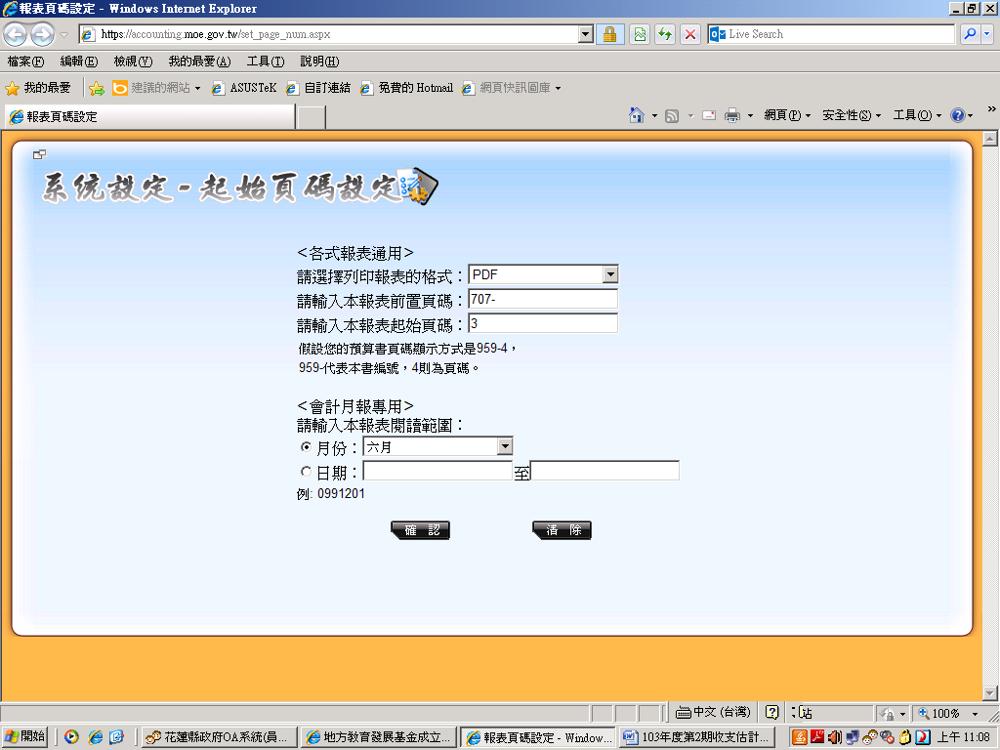 報表頁碼設定 - Windows Internet Explorer
https://accounting.moe.gov.tw/set_page_num.aspx
Live Search
檔案(F) 編輯(E) 檢視(V) 我的最愛(A) 工具(T) 說明(H)
我的最愛 建議的網站 ASUSTeK 自訂連結 免費的 Hotmail 網頁快訊圖庫
報表頁碼設定 網頁(P) 安全性(S) 工具(O) »
系統設定-起始頁碼設定
<各式報表通用>
請選擇列印報表的格式：PDF
請輸入本報表前置頁碼：707-
請輸入本報表起始頁碼：3
假設您的預算書頁碼顯示方式是959-4，
959-代表本書編號，4則為頁碼。
<會計月報專用>
請輸入本報表閱讀範圍：
月份：六月
日期：至
例: 0991201
確 認 清 除
中文 (台灣) 100%
開始 花蓮縣政府OA系統(員... 地方教育發展基金成立... 報表頁碼設定 - Window... 103年度第2期收支估計... 上午 11:08